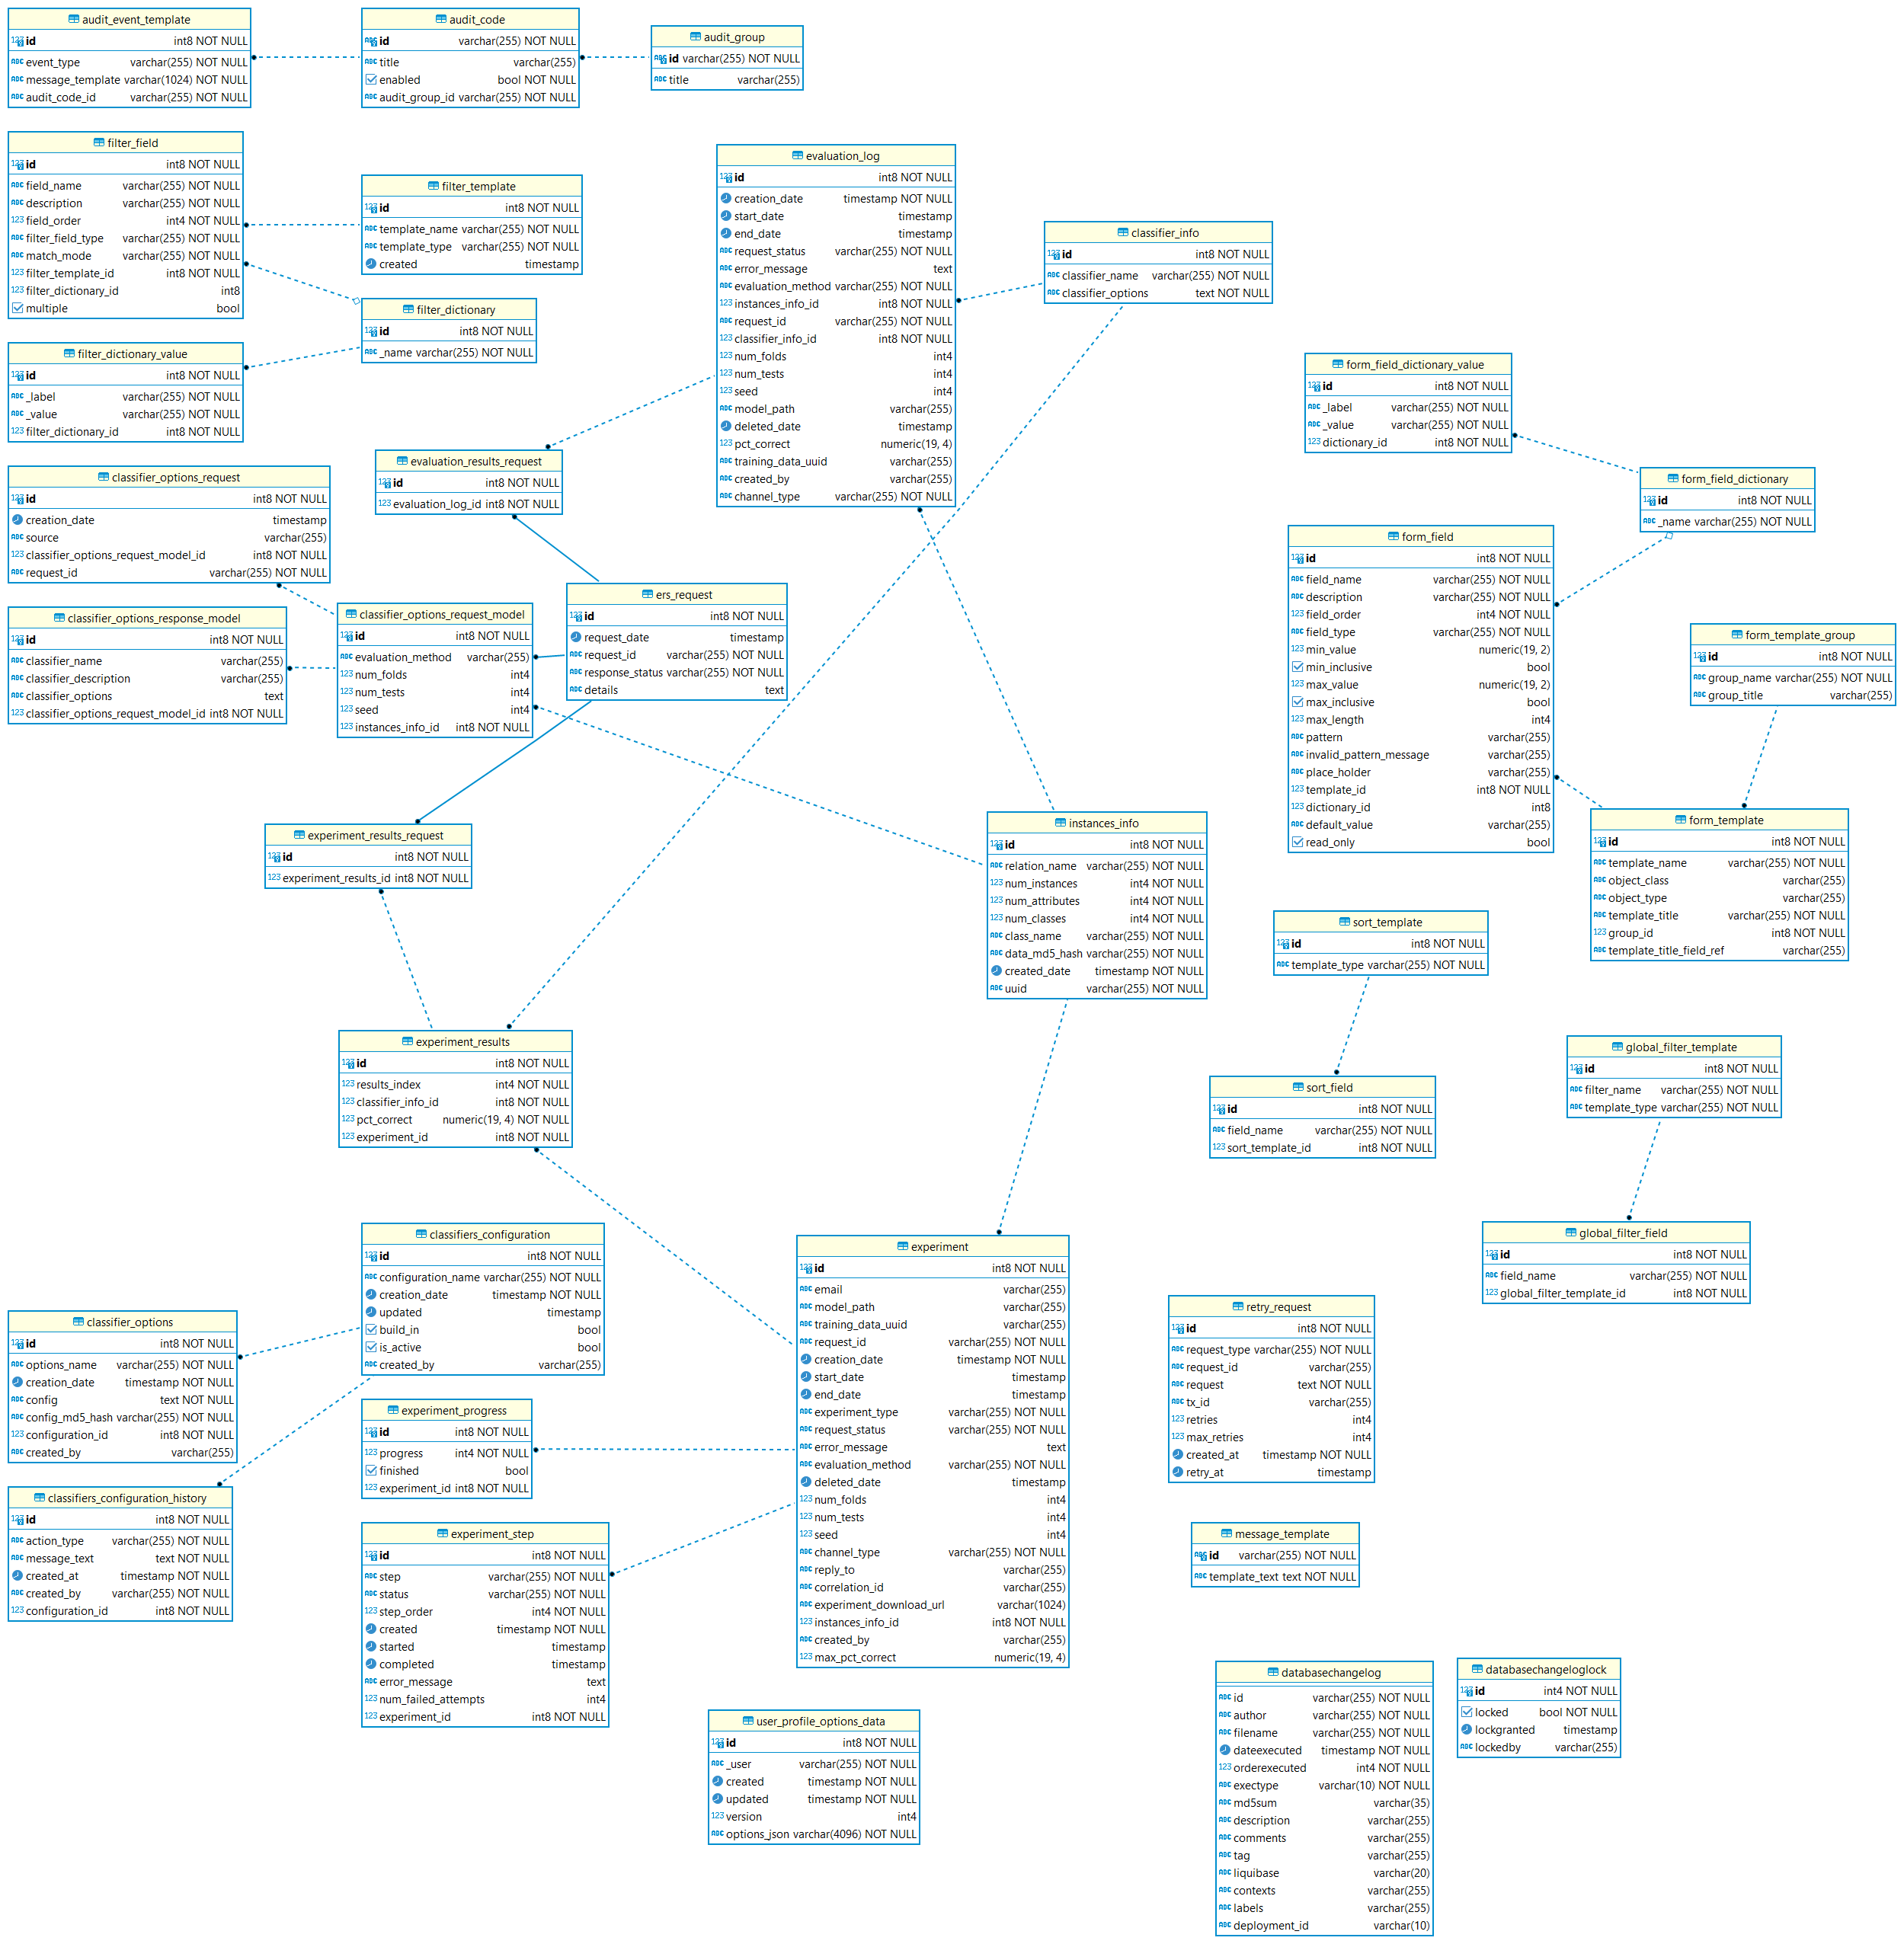 audit_event_template
id int8 NOT NULL
event_type varchar(255) NOT NULL
message_template varchar(1024) NOT NULL
audit_code_id varchar(255) NOT NULL
audit_code
id varchar(255) NOT NULL
title varchar(255)
enabled bool NOT NULL
audit_group_id varchar(255) NOT NULL
audit_group
id varchar(255) NOT NULL
title varchar(255)
filter_field
id int8 NOT NULL
field_name varchar(255) NOT NULL
description varchar(255) NOT NULL
field_order int4 NOT NULL
filter_field_type varchar(255) NOT NULL
match_mode varchar(255) NOT NULL
filter_template_id int8 NOT NULL
filter_dictionary_id int8
multiple bool
filter_template
id int8 NOT NULL
template_name varchar(255) NOT NULL
template_type varchar(255) NOT NULL
created timestamp
filter_dictionary
id int8 NOT NULL
_name varchar(255) NOT NULL
filter_dictionary_value
id int8 NOT NULL
_label varchar(255) NOT NULL
_value varchar(255) NOT NULL
filter_dictionary_id int8 NOT NULL
evaluation_log
id int8 NOT NULL
creation_date timestamp NOT NULL
start_date timestamp
end_date timestamp
request_status varchar(255) NOT NULL
error_message text
evaluation_method varchar(255) NOT NULL
instances_info_id int8 NOT NULL
request_id varchar(255) NOT NULL
classifier_info_id int8 NOT NULL
num_folds int4
num_tests int4
seed int4
model_path varchar(255)
deleted_date timestamp
pct_correct numeric(19, 4)
training_data_uuid varchar(255)
created_by varchar(255)
channel_type varchar(255) NOT NULL
classifier_info
id int8 NOT NULL
classifier_name varchar(255) NOT NULL
classifier_options text NOT NULL
form_field_dictionary_value
id int8 NOT NULL
_label varchar(255) NOT NULL
_value varchar(255) NOT NULL
dictionary_id int8 NOT NULL
form_field_dictionary
id int8 NOT NULL
_name varchar(255) NOT NULL
evaluation_results_request
id int8 NOT NULL
evaluation_log_id int8 NOT NULL
classifier_options_request
id int8 NOT NULL
creation_date timestamp
source varchar(255)
classifier_options_request_model_id int8 NOT NULL
request_id varchar(255) NOT NULL
classifier_options_response_model
id int8 NOT NULL
classifier_name varchar(255)
classifier_description varchar(255)
classifier_options text
classifier_options_request_model_id int8 NOT NULL
classifier_options_request_model
id int8 NOT NULL
evaluation_method varchar(255)
num_folds int4
num_tests int4
seed int4
instances_info_id int8 NOT NULL
ers_request
id int8 NOT NULL
request_date timestamp
request_id varchar(255) NOT NULL
response_status varchar(255) NOT NULL
details text
form_field
id int8 NOT NULL
field_name varchar(255) NOT NULL
description varchar(255) NOT NULL
field_order int4 NOT NULL
field_type varchar(255) NOT NULL
min_value numeric(19, 2)
min_inclusive bool
max_value numeric(19, 2)
max_inclusive bool
max_length int4
pattern varchar(255)
invalid_pattern_message varchar(255)
place_holder varchar(255)
template_id int8 NOT NULL
dictionary_id int8
default_value varchar(255)
read_only bool
form_template_group
id int8 NOT NULL
group_name varchar(255) NOT NULL
group_title varchar(255)
form_template
id int8 NOT NULL
template_name varchar(255) NOT NULL
object_class varchar(255)
object_type varchar(255)
template_title varchar(255) NOT NULL
group_id int8 NOT NULL
template_title_field_ref varchar(255)
experiment_results_request
id int8 NOT NULL
experiment_results_id int8 NOT NULL
instances_info
id int8 NOT NULL
relation_name varchar(255) NOT NULL
num_instances int4 NOT NULL
num_attributes int4 NOT NULL
num_classes int4 NOT NULL
class_name varchar(255) NOT NULL
data_md5_hash varchar(255) NOT NULL
created_date timestamp NOT NULL
uuid varchar(255) NOT NULL
sort_template
id int8 NOT NULL
template_type varchar(255) NOT NULL
sort_field
id int8 NOT NULL
field_name varchar(255) NOT NULL
sort_template_id int8 NOT NULL
global_filter_template
id int8 NOT NULL
filter_name varchar(255) NOT NULL
template_type varchar(255) NOT NULL
global_filter_field
id int8 NOT NULL
field_name varchar(255) NOT NULL
global_filter_template_id int8 NOT NULL
experiment_results
id int8 NOT NULL
results_index int4 NOT NULL
classifier_info_id int8 NOT NULL
pct_correct numeric(19, 4) NOT NULL
experiment_id int8 NOT NULL
classifiers_configuration
id int8 NOT NULL
configuration_name varchar(255) NOT NULL
creation_date timestamp NOT NULL
updated timestamp
build_in bool
is_active bool
created_by varchar(255)
classifier_options
id int8 NOT NULL
options_name varchar(255) NOT NULL
creation_date timestamp NOT NULL
config text NOT NULL
config_md5_hash varchar(255) NOT NULL
configuration_id int8 NOT NULL
created_by varchar(255)
classifiers_configuration_history
id int8 NOT NULL
action_type varchar(255) NOT NULL
message_text text NOT NULL
created_at timestamp NOT NULL
created_by varchar(255) NOT NULL
configuration_id int8 NOT NULL
experiment_progress
id int8 NOT NULL
progress int4 NOT NULL
finished bool
experiment_id int8 NOT NULL
experiment_step
id int8 NOT NULL
step varchar(255) NOT NULL
status varchar(255) NOT NULL
step_order int4 NOT NULL
created timestamp NOT NULL
started timestamp
completed timestamp
error_message text
num_failed_attempts int4
experiment_id int8 NOT NULL
experiment
id int8 NOT NULL
email varchar(255)
model_path varchar(255)
training_data_uuid varchar(255)
request_id varchar(255) NOT NULL
creation_date timestamp NOT NULL
start_date timestamp
end_date timestamp
experiment_type varchar(255) NOT NULL
request_status varchar(255) NOT NULL
error_message text
evaluation_method varchar(255) NOT NULL
deleted_date timestamp
num_folds int4
num_tests int4
seed int4
channel_type varchar(255) NOT NULL
reply_to varchar(255)
correlation_id varchar(255)
experiment_download_url varchar(1024)
instances_info_id int8 NOT NULL
created_by varchar(255)
max_pct_correct numeric(19, 4)
retry_request
id int8 NOT NULL
request_type varchar(255) NOT NULL
request_id varchar(255)
request text NOT NULL
tx_id varchar(255)
retries int4
max_retries int4
created_at timestamp NOT NULL
retry_at timestamp
message_template
id varchar(255) NOT NULL
template_text text NOT NULL
user_profile_options_data
id int8 NOT NULL
_user varchar(255) NOT NULL
created timestamp NOT NULL
updated timestamp NOT NULL
version int4
options_json varchar(4096) NOT NULL
databasechangelog
id varchar(255) NOT NULL
author varchar(255) NOT NULL
filename varchar(255) NOT NULL
dateexecuted timestamp NOT NULL
orderexecuted int4 NOT NULL
exectype varchar(10) NOT NULL
md5sum varchar(35)
description varchar(255)
comments varchar(255)
tag varchar(255)
liquibase varchar(20)
contexts varchar(255)
labels varchar(255)
deployment_id varchar(10)
databasechangeloglock
id int4 NOT NULL
locked bool NOT NULL
lockgranted timestamp
lockedby varchar(255)